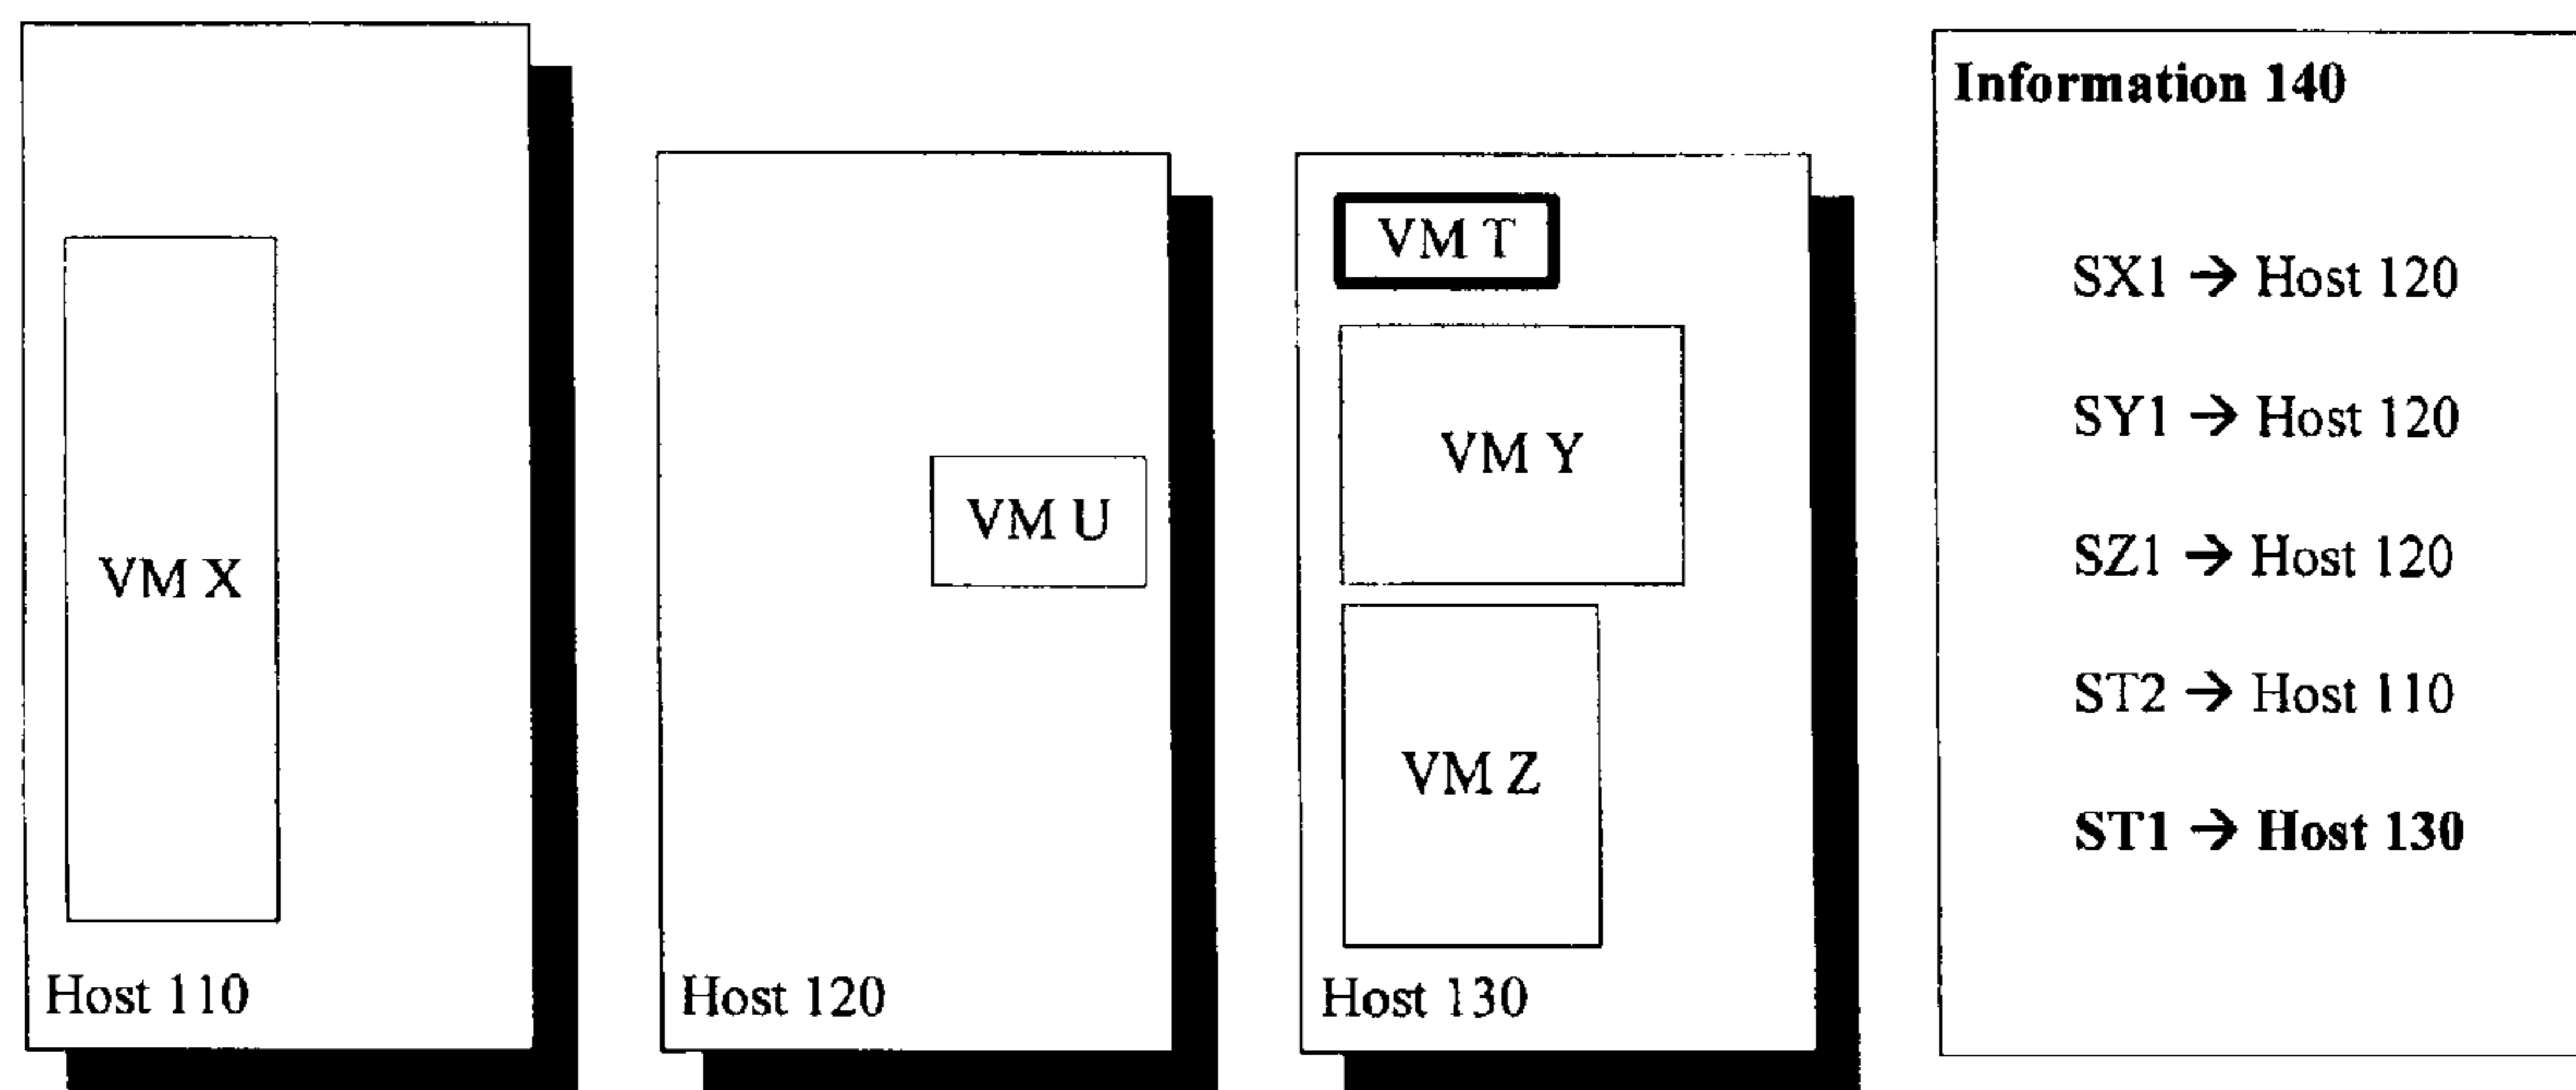 VM X
Host 110
VM U
Host 120
VM T
VM Y
VM Z
Host 130
Information 140
SX1 → Host 120
SY1 → Host 120
SZ1 → Host 120
ST2 → Host 110
ST1 → Host 130